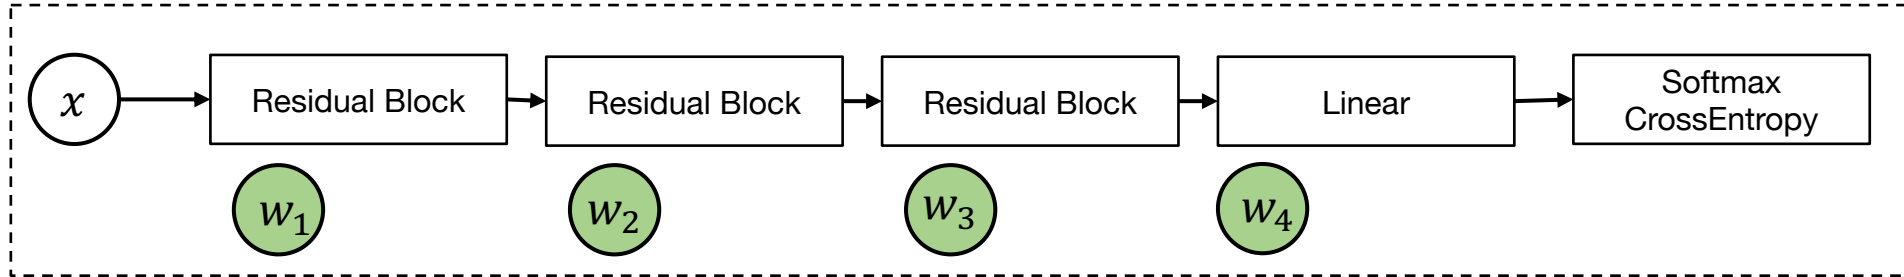 x
Residual Block
Residual Block
Residual Block
Linear
Softmax
CrossEntropy
w₁
w₂
w₃
w₄